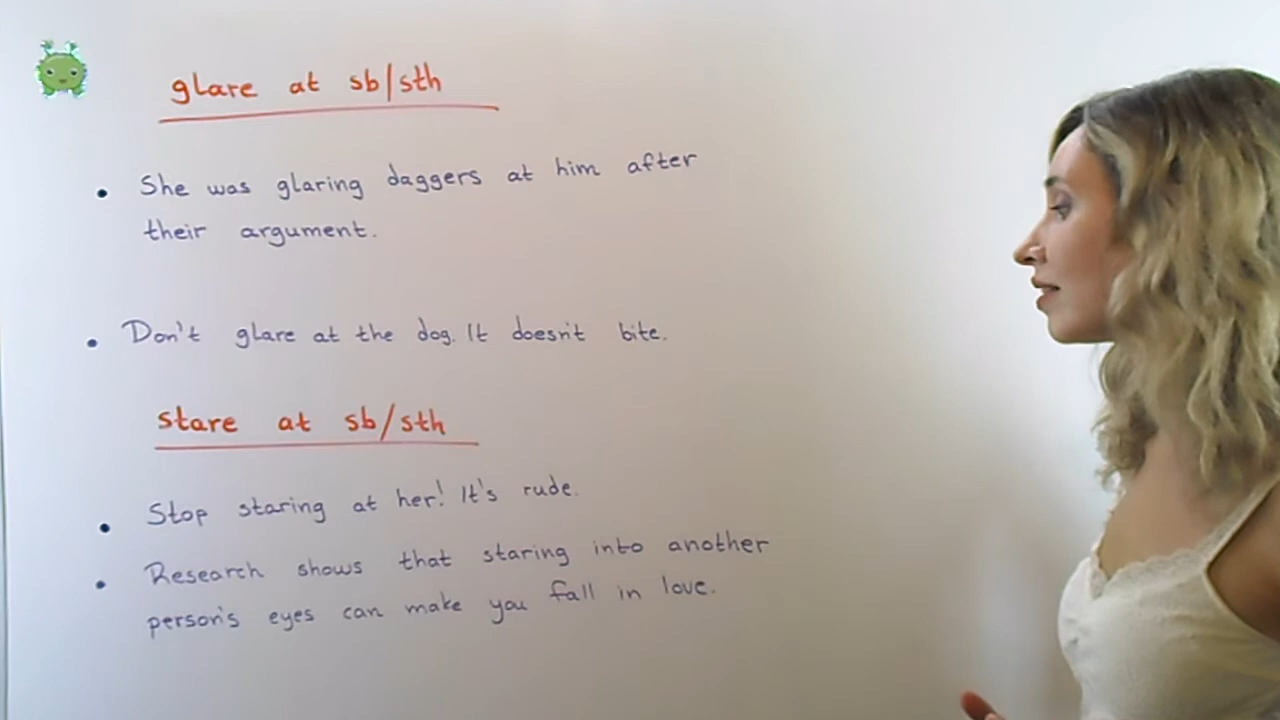 glare at sb/sth
• She was glaring daggers at him after
their argument.
• Don't glare at the dog. It doesn't bite.
stare at sb/sth
• Stop staring at her! It's rude.
• Research shows that staring into another
person's eyes can make you fall in love.